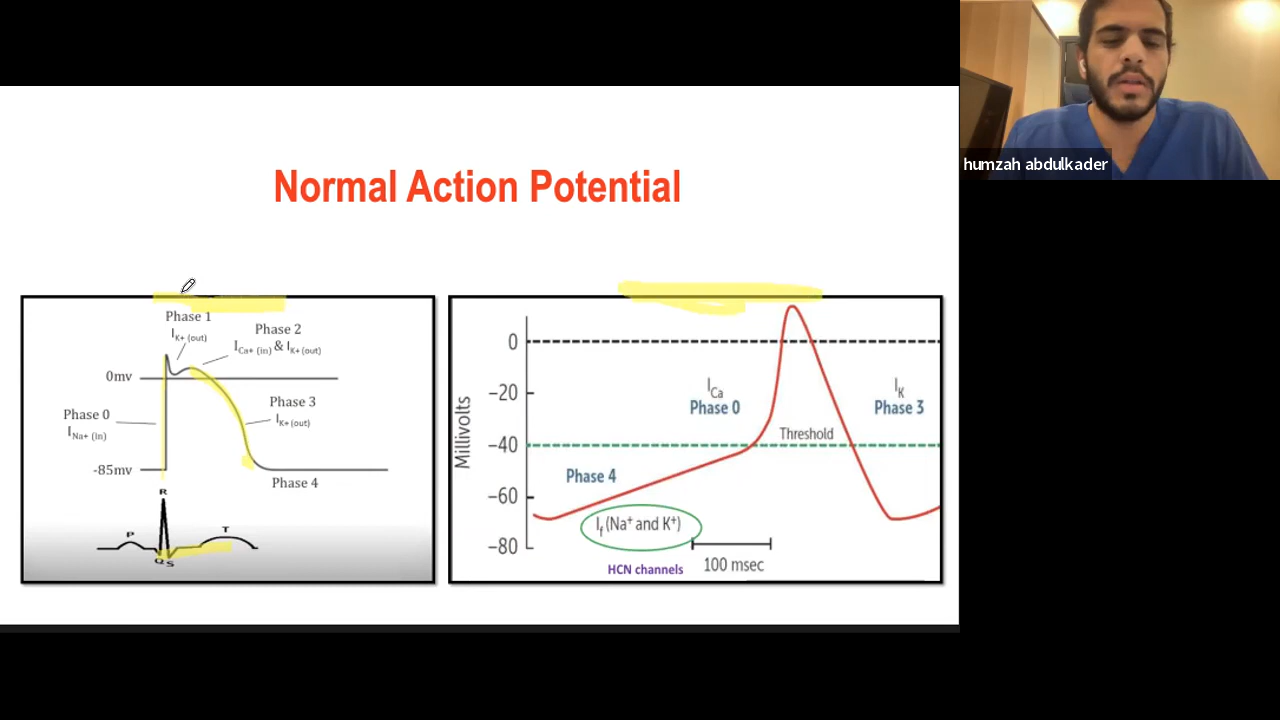 humzah abdulkader
Normal Action Potential
Phase 1
I K+ (out)
Phase 2
I Ca+ (in) & I K+ (out)
0mv
Phase 0
I Na+ (in)
Phase 3
I K+ (out)
-85mv
Phase 4
R
P
T
Q S
Millivolts
0
−20
−40
−60
−80
I Ca
Phase 0
I K
Phase 3
Threshold
Phase 4
I f (Na+ and K+)
HCN channels
100 msec